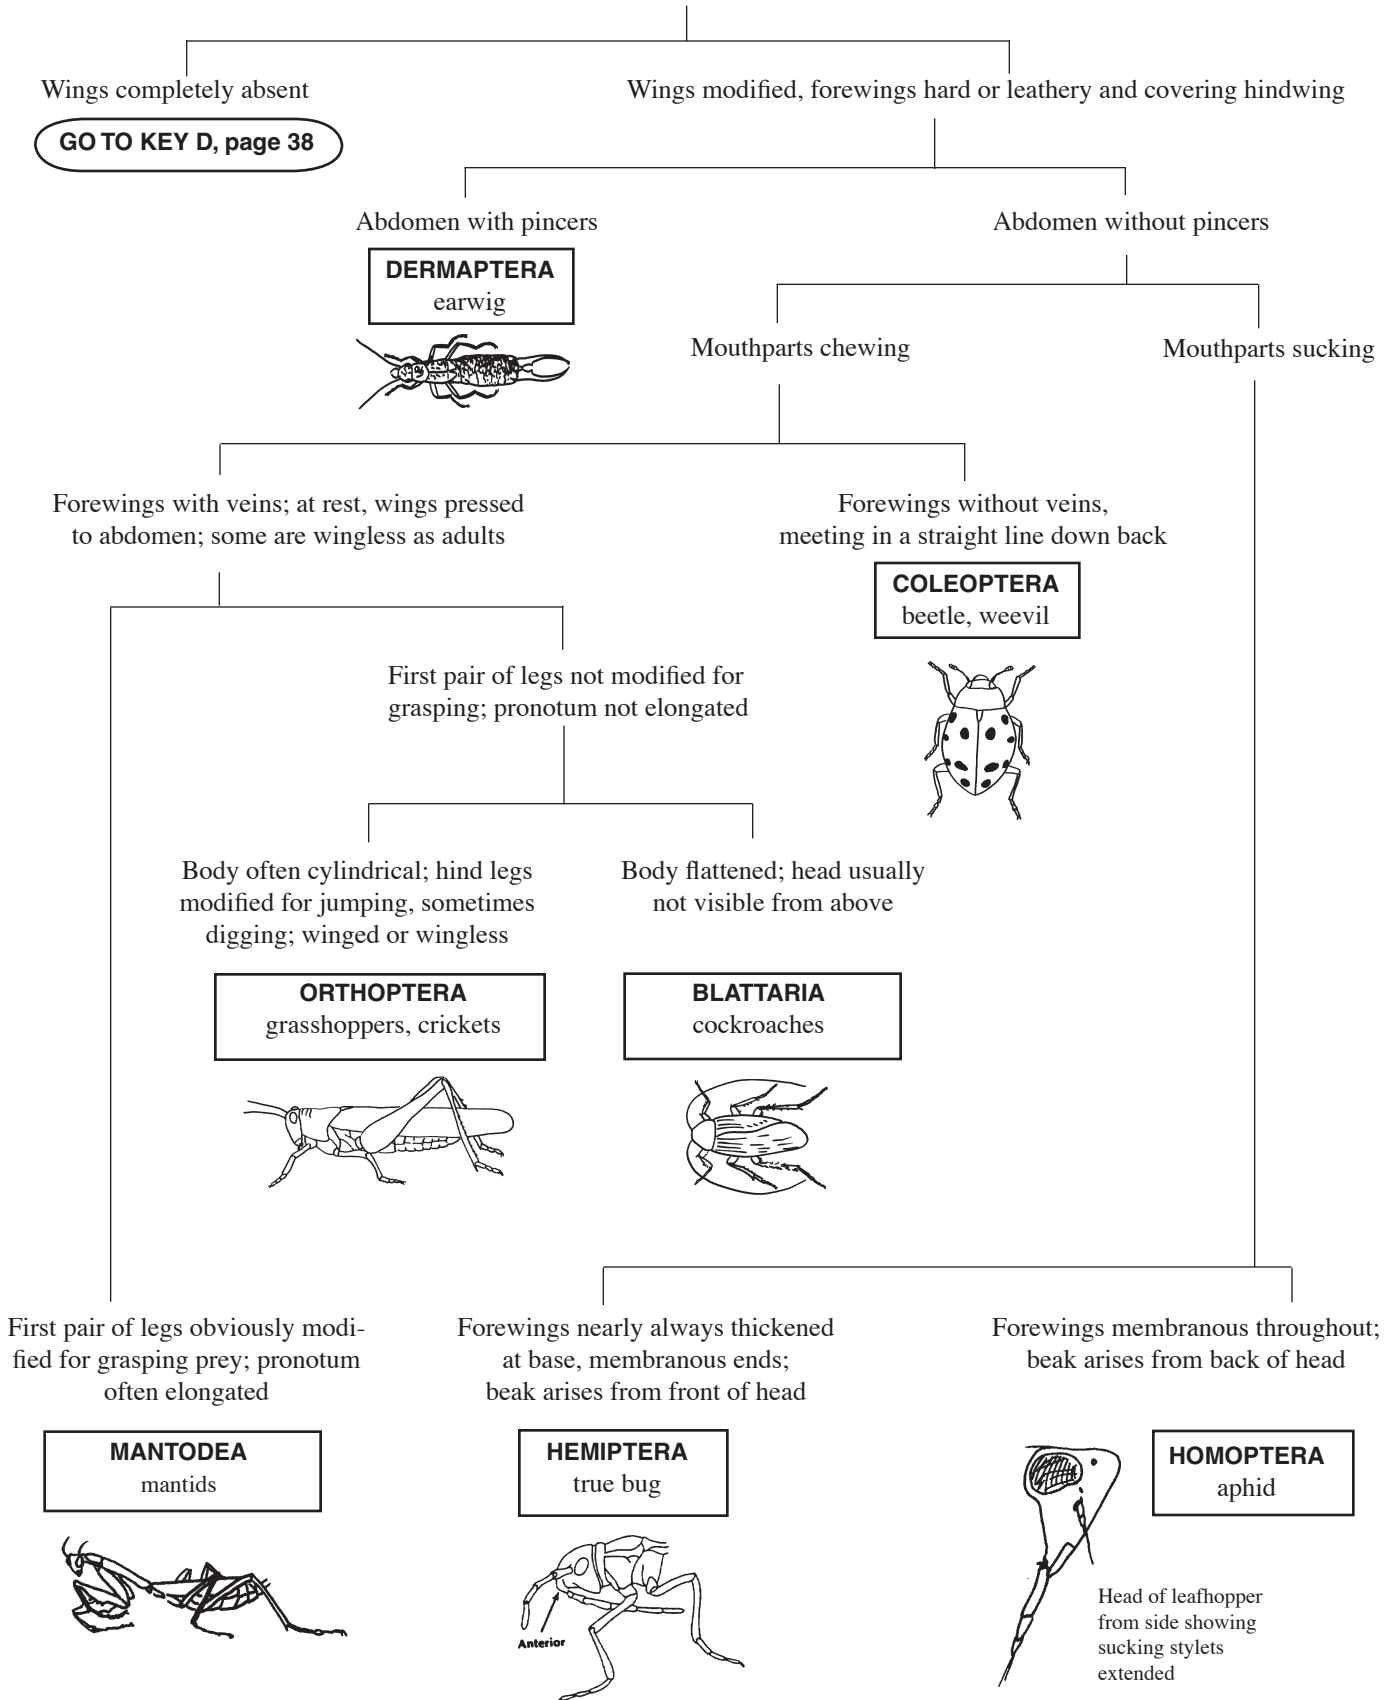 Wings completely absent
GO TO KEY D, page 38
Wings modified, forewings hard or leathery and covering hindwing
Abdomen with pincers
DERMAPTERA
earwig
Abdomen without pincers
Mouthparts chewing
Mouthparts sucking
Forewings with veins; at rest, wings pressed
to abdomen; some are wingless as adults
Forewings without veins,
meeting in a straight line down back
COLEOPTERA
beetle, weevil
First pair of legs not modified for
grasping; pronotum not elongated
Body often cylindrical; hind legs
modified for jumping, sometimes
digging; winged or wingless
ORTHOPTERA
grasshoppers, crickets
Body flattened; head usually
not visible from above
BLATTARIA
cockroaches
First pair of legs obviously modi-
fied for grasping prey; pronotum
often elongated
MANTODEA
mantids
Forewings nearly always thickened
at base, membranous ends;
beak arises from front of head
HEMIPTERA
true bug
Anterior
Forewings membranous throughout;
beak arises from back of head
HOMOPTERA
aphid
Head of leafhopper
from side showing
sucking stylets
extended